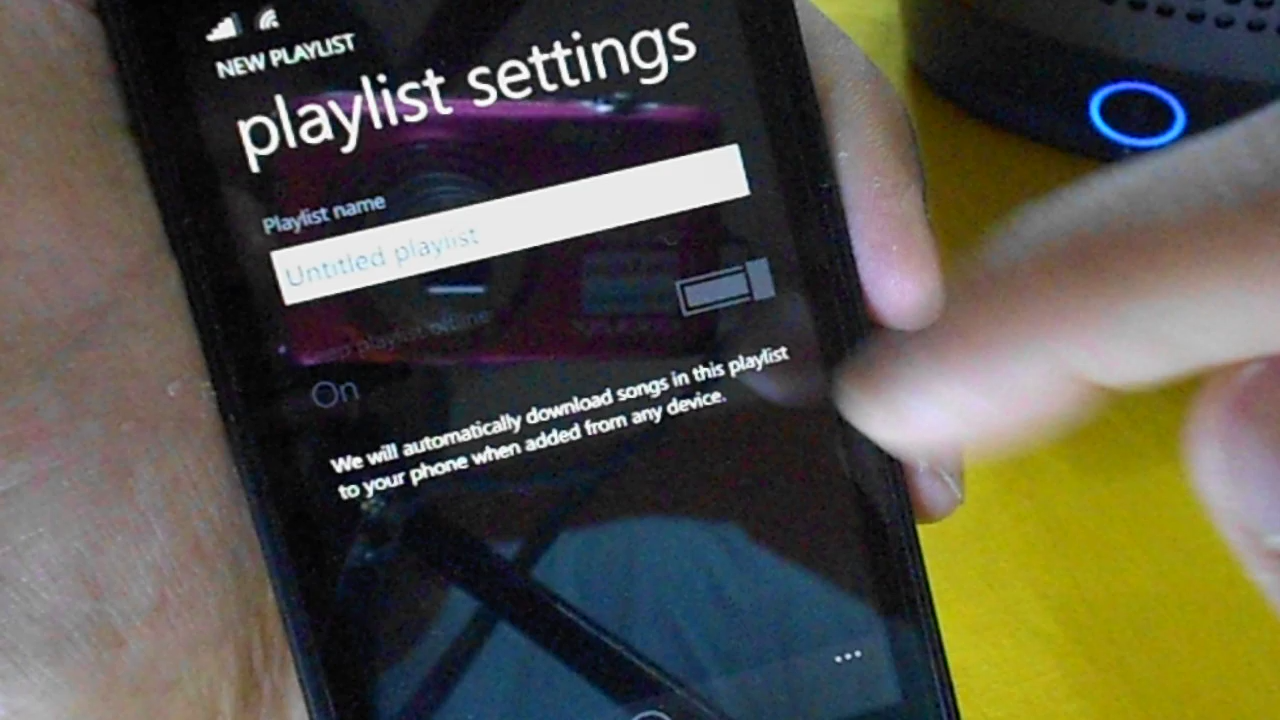 NEW PLAYLIST
playlist settings
Playlist name
Untitled playlist
playlist offline
On
We will automatically download songs in this playlist
to your phone when added from any device.